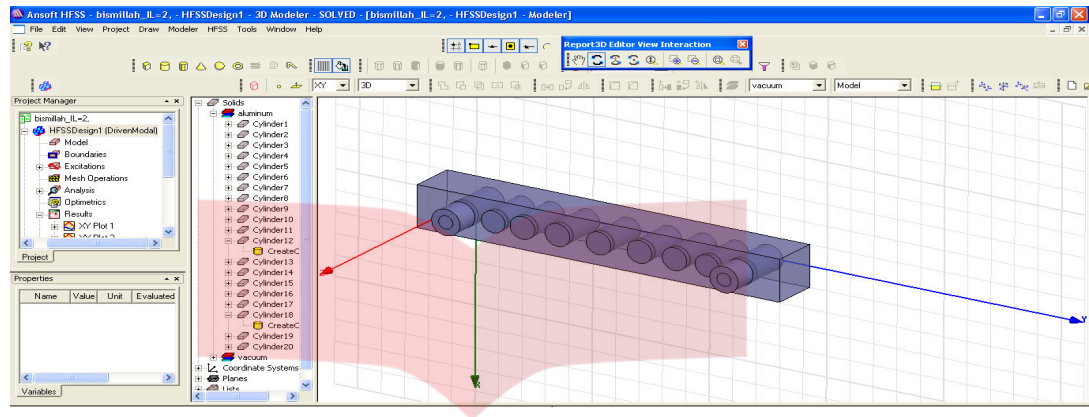 Ansoft HFSS - bismillah_IL=2, - HFSSDesign1 - 3D Modeler - SOLVED - [bismillah_IL=2, - HFSSDesign1 - Modeler]
File Edit View Project Draw Modeler HFSS Tools Window Help
Report3D Editor View Interaction
XY
3D
vacuum
Model
Project Manager
bismillah_IL=2,
HFSSDesign1 (DrivenModal)
Model
Boundaries
Excitations
Mesh Operations
Analysis
Optimetrics
Results
XY Plot 1
Project
Properties
Name Value Unit Evaluated
Variables
Solids
aluminum
Cylinder1
Cylinder2
Cylinder3
Cylinder4
Cylinder5
Cylinder6
Cylinder7
Cylinder8
Cylinder9
Cylinder10
Cylinder11
Cylinder12
CreateC
Cylinder13
Cylinder14
Cylinder15
Cylinder16
Cylinder17
Cylinder18
CreateC
Cylinder19
Cylinder20
vacuum
Coordinate Systems
Planes
Lists